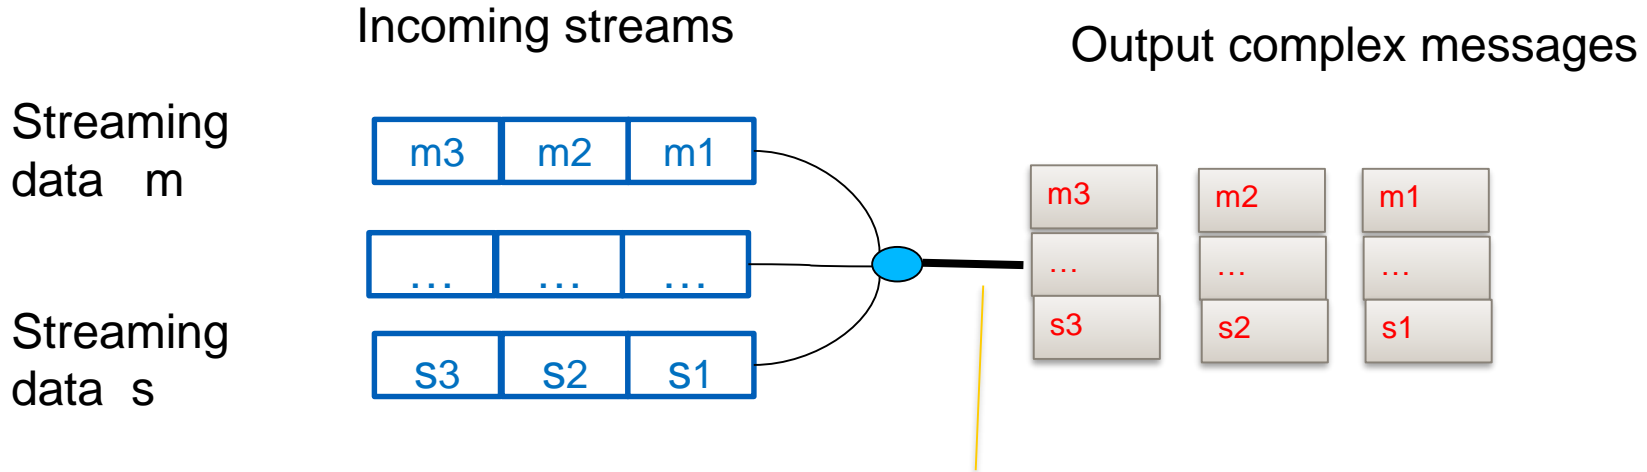 Incoming streams
Output complex messages
Streaming
data m
m3 m2 m1
m3 m2 m1
... ... ...
... ... ...
Streaming
data s
s3 s2 s1
s3 s2 s1